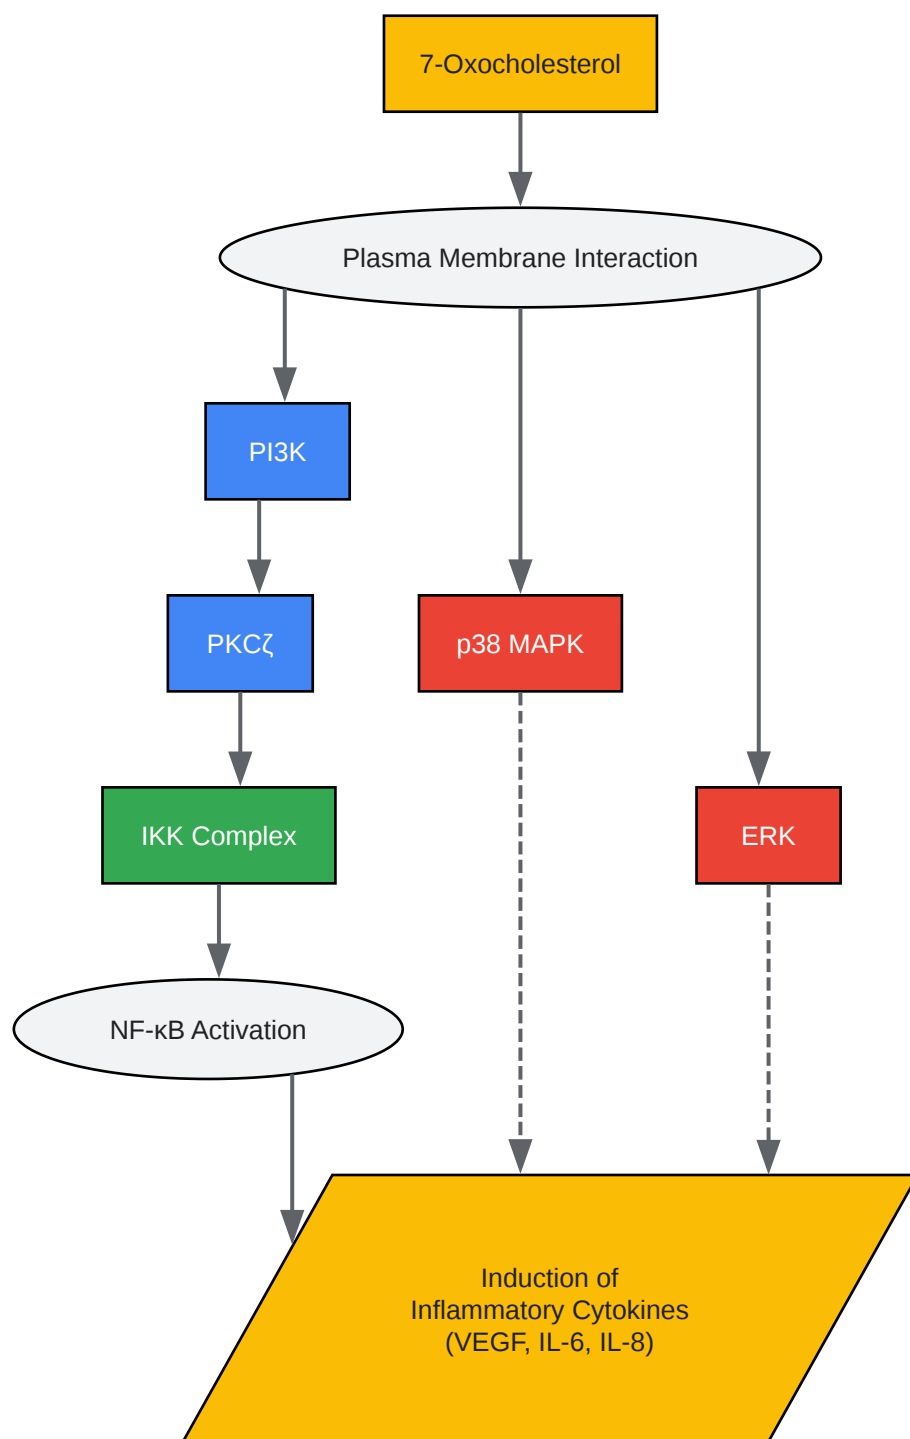 7-Oxocholesterol
Plasma Membrane Interaction
PI3K
PKCζ
p38 MAPK
IKK Complex
ERK
NF-κB Activation
Induction of
Inflammatory Cytokines
(VEGF, IL-6, IL-8)